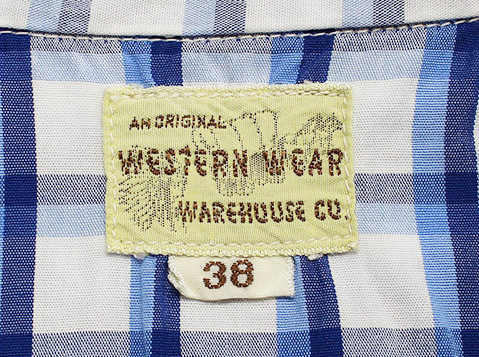 AN ORIGINAL
WESTERN WEAR
WAREHOUSE CO.
38